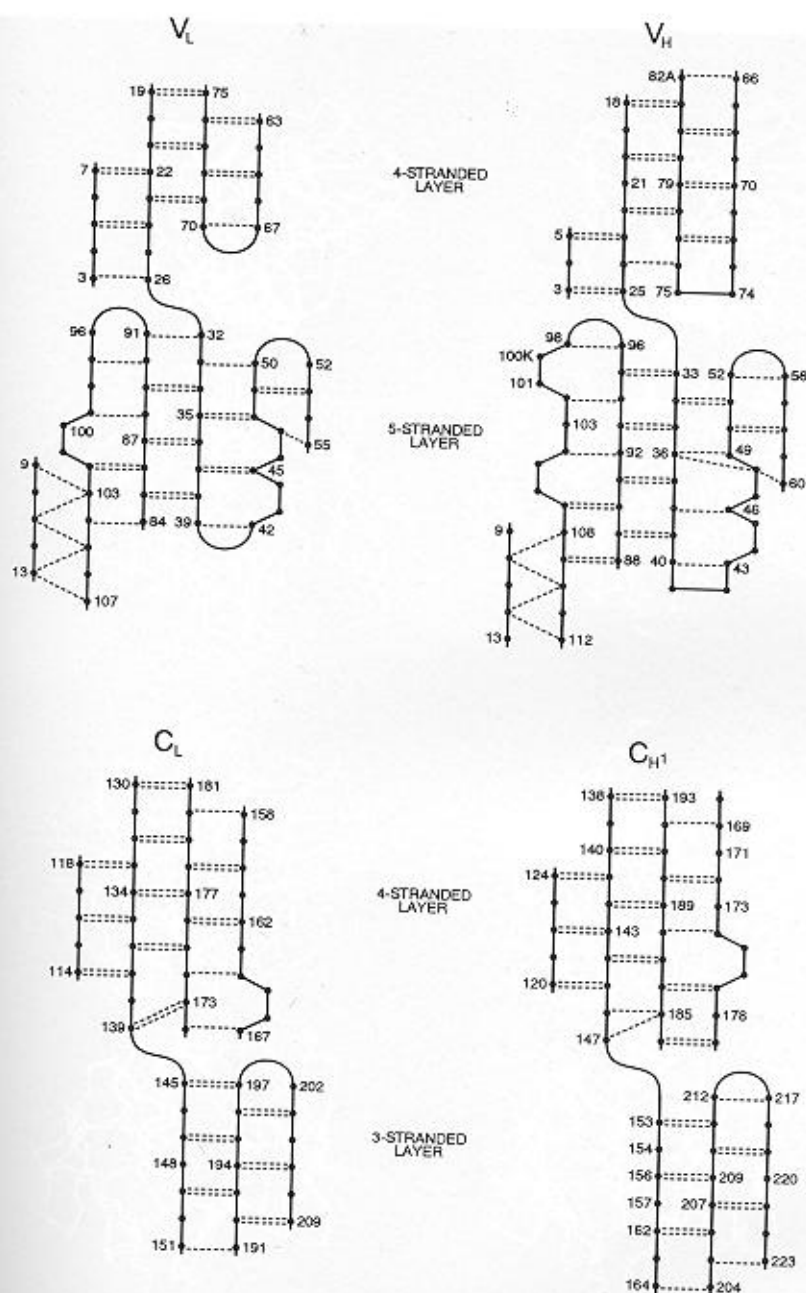 V_L
V_H
19 75
63
7 22
70 67
3 26
82A 66
18
21 79 70
5
3 25 75 74
4-STRANDED
LAYER
96 91 32
50 52
35
100 87 55
45
9
103
84 39 42
13
107
98 96
100K 33 52 58
101
103
92 36 49
60
46
9 108
88 40 43
13 112
5-STRANDED
LAYER
C_L
C_H1
130 181
158
118
134 177
162
114
173
139 167
138 193
169
140 171
124
189 173
143
120
185 178
147
4-STRANDED
LAYER
145 197 202
148 194
209
151 191
212 217
153
154
156 209 220
157 207
162
223
164 204
3-STRANDED
LAYER